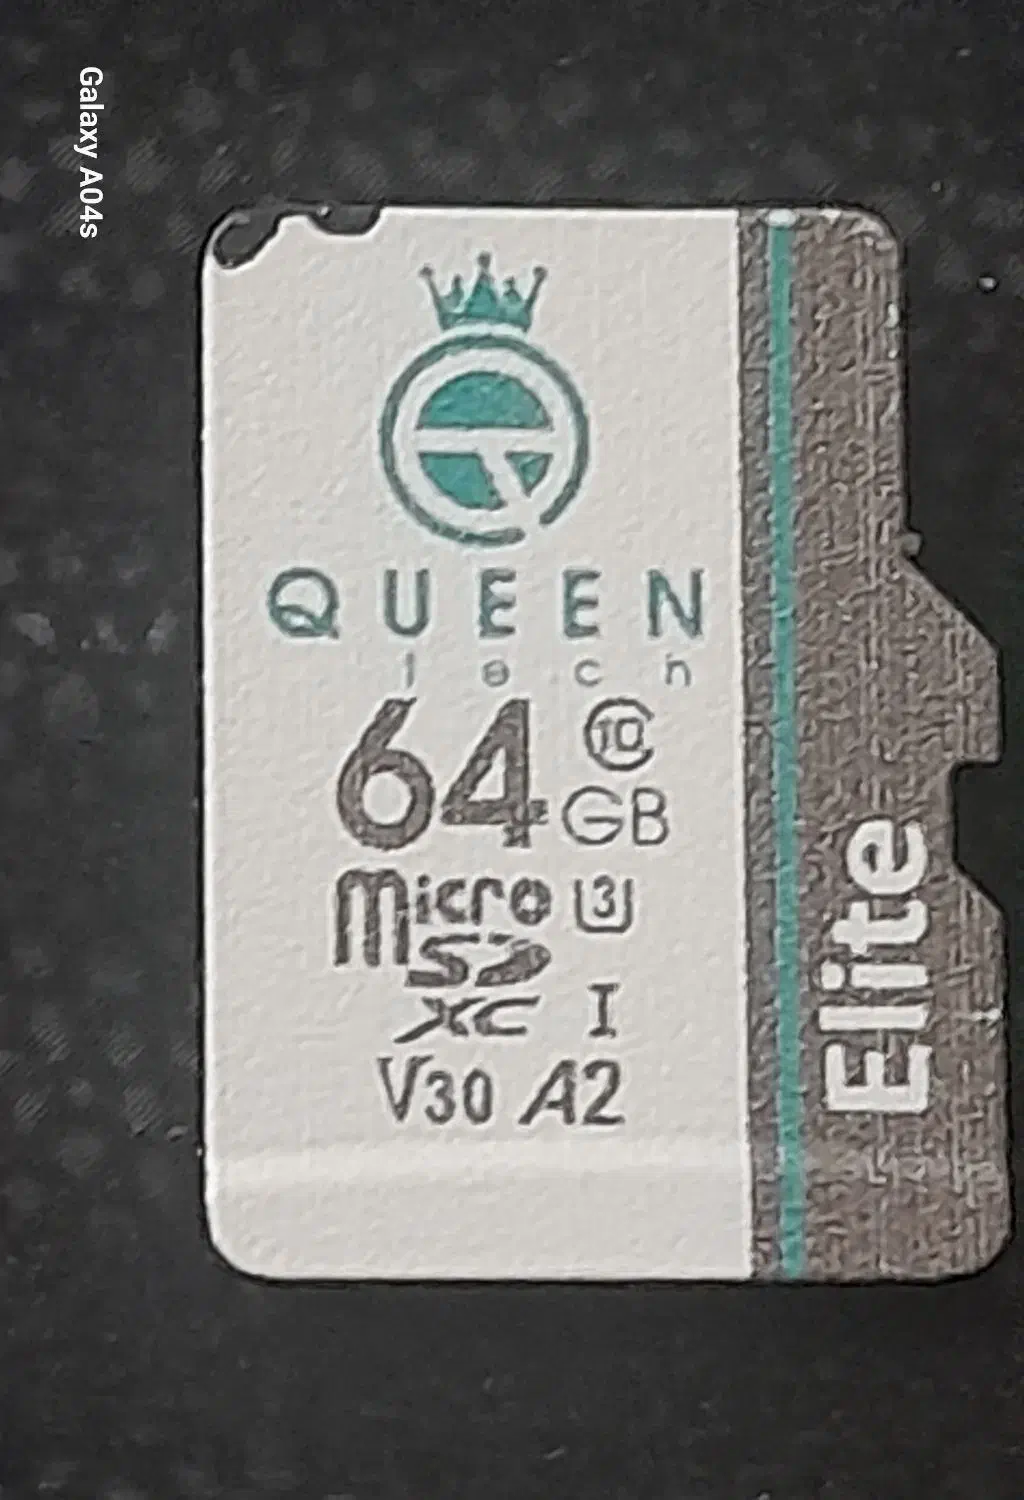 Galaxy A04s
QUEEN
tech
64 GB
10
Micro
SD
XC
3
I
V30 A2
Elite